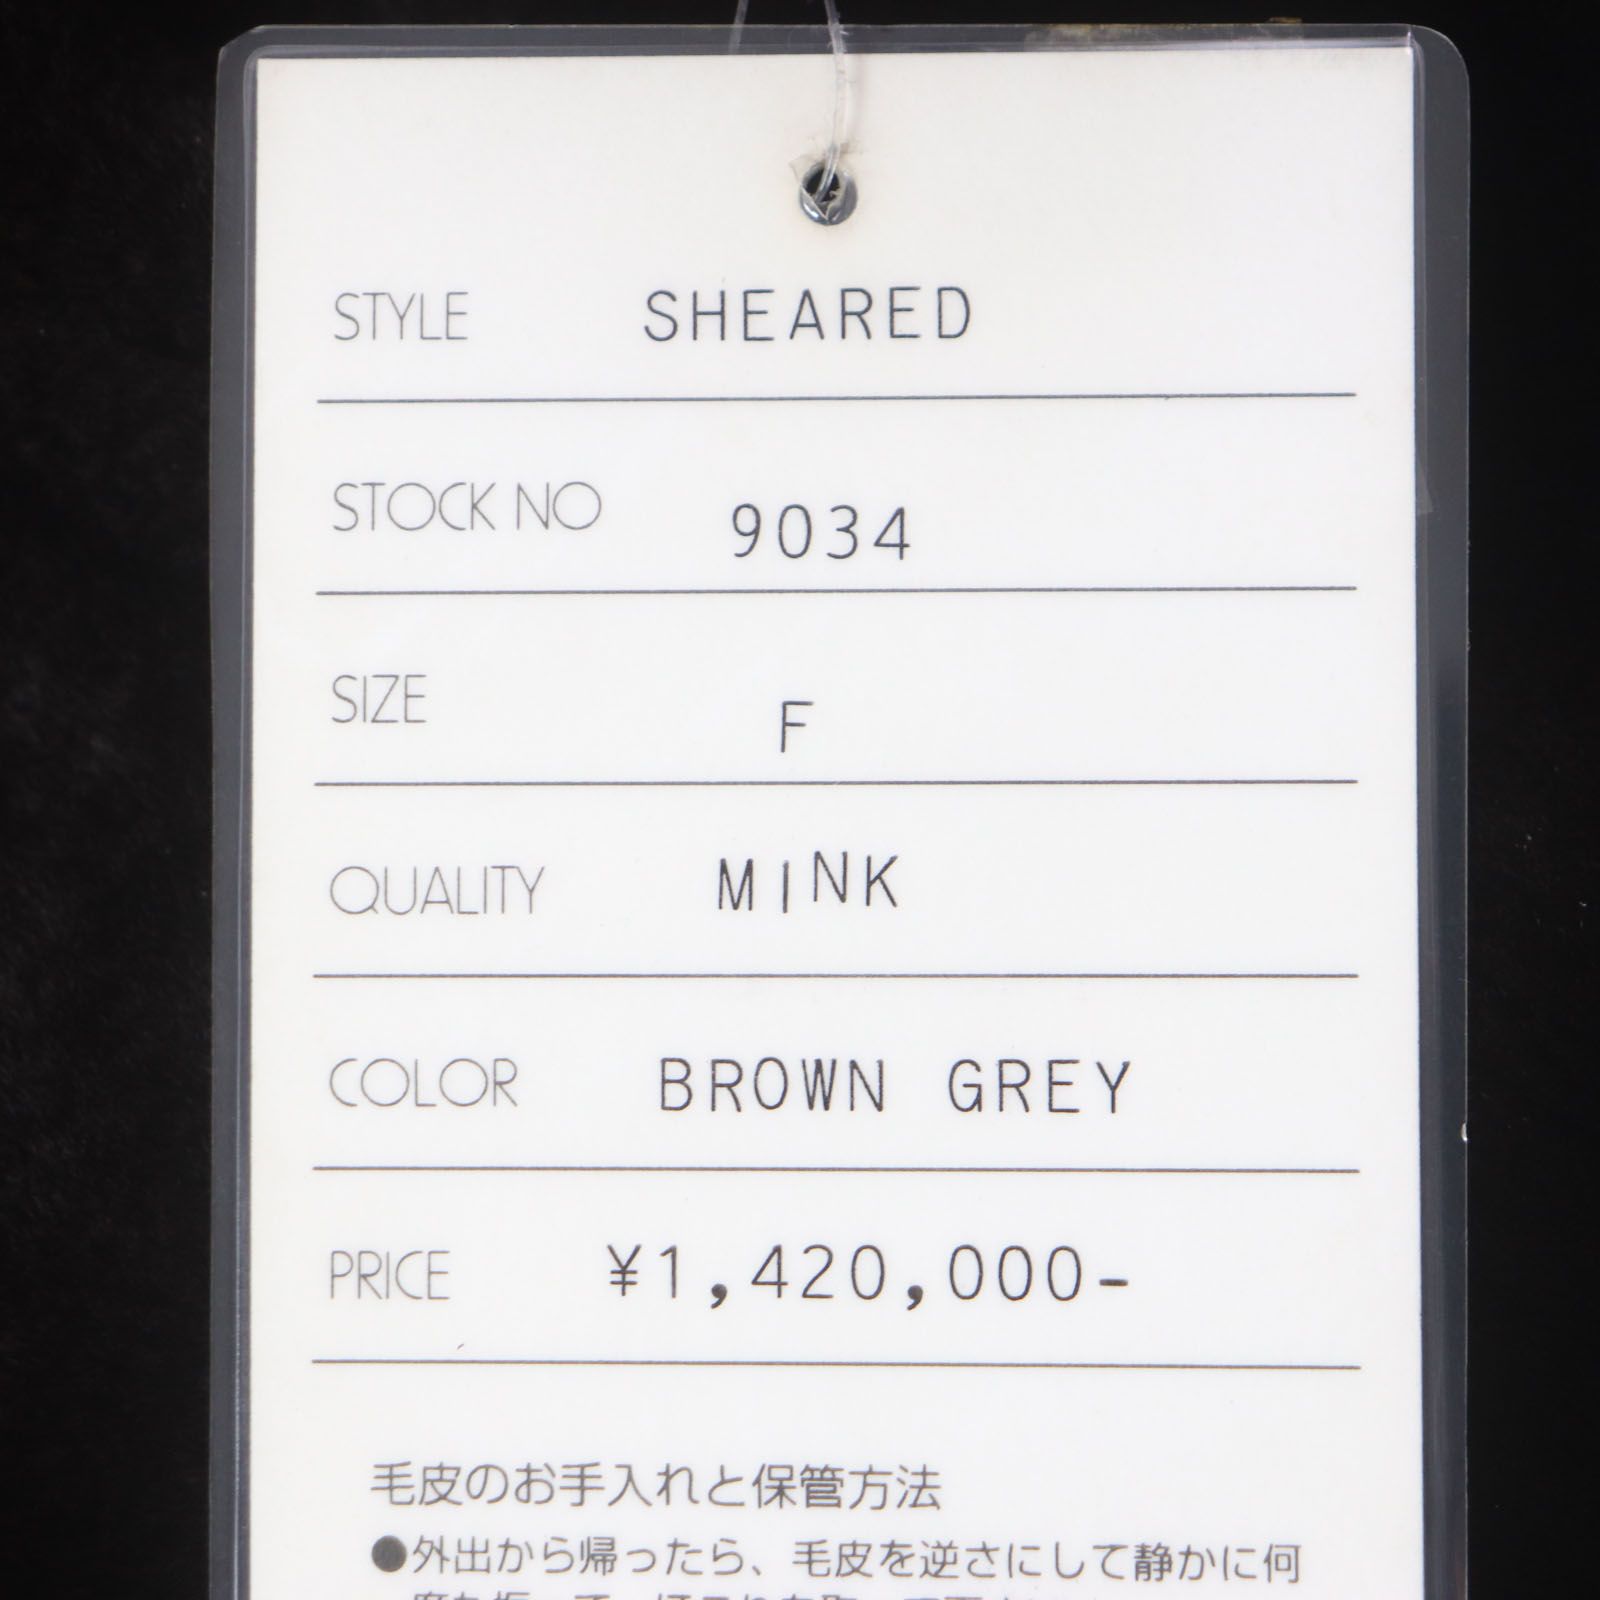 STYLE SHEARED
STOCK NO 9034
SIZE F
QUALITY MINK
COLOR BROWN GREY
PRICE ¥1,420,000-
毛皮のお手入れと保管方法
●外出から帰ったら、毛皮を逆さにして静かに何